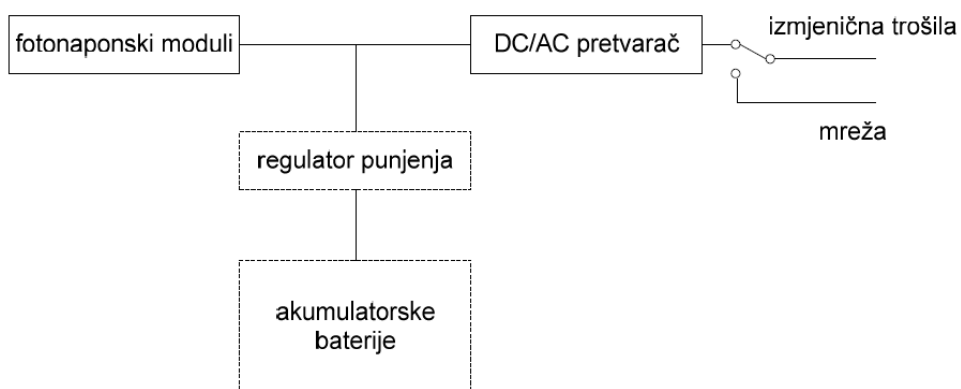 fotonaponski moduli
DC/AC pretvarač
izmjenična trošila
mreža
regulator punjenja
akumulatorske
baterije